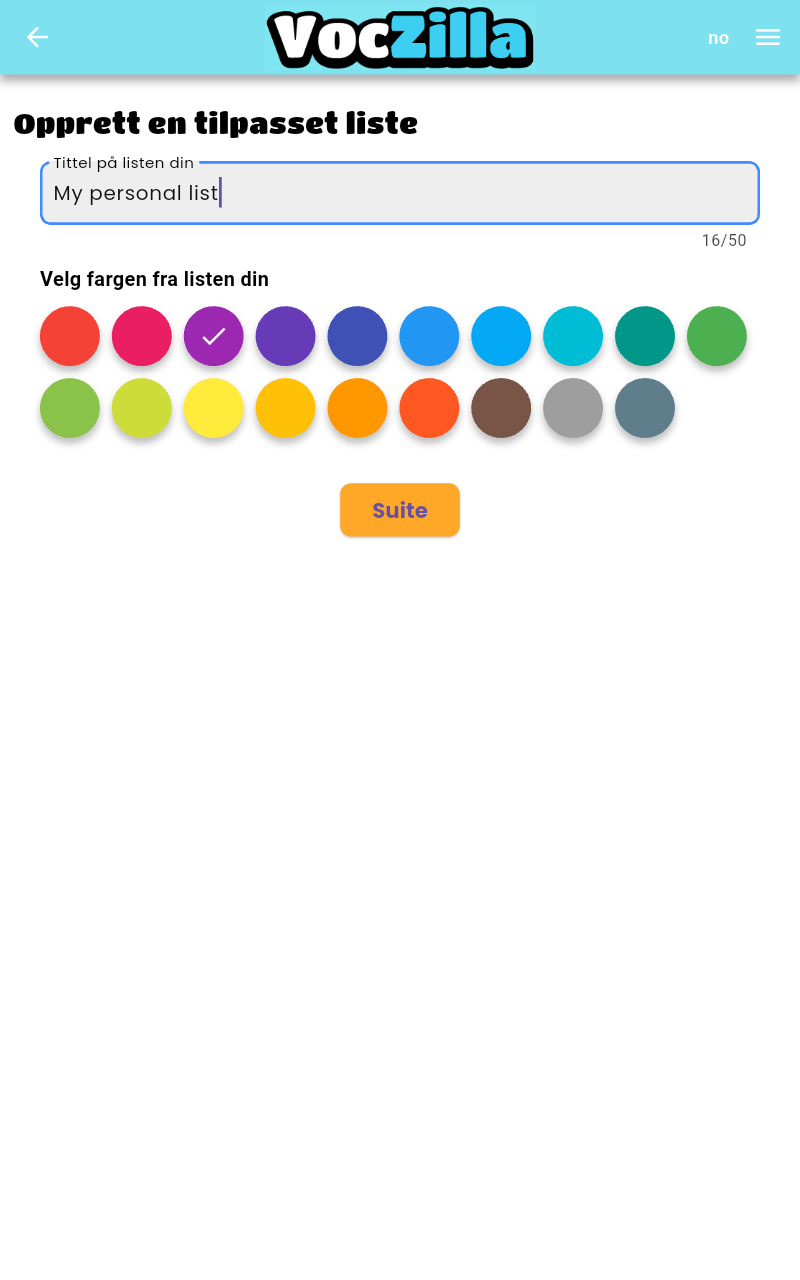 VocZilla
no
Opprett en tilpasset liste
Tittel på listen din
My personal list
16/50
Velg fargen fra listen din
Suite